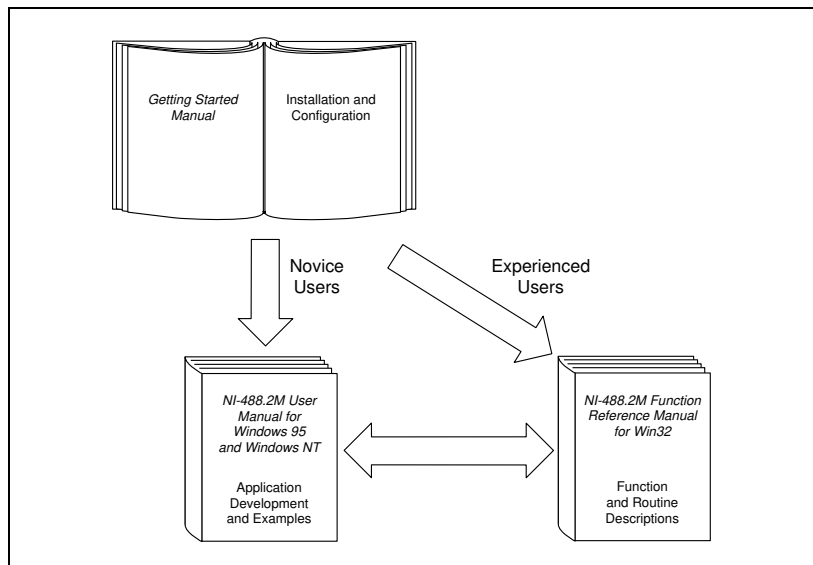 Getting Started
Manual
Installation and
Configuration
Novice
Users
Experienced
Users
NI-488.2M User
Manual for
Windows 95
and Windows NT
Application
Development
and Examples
NI-488.2M Function
Reference Manual
for Win32
Function
and Routine
Descriptions